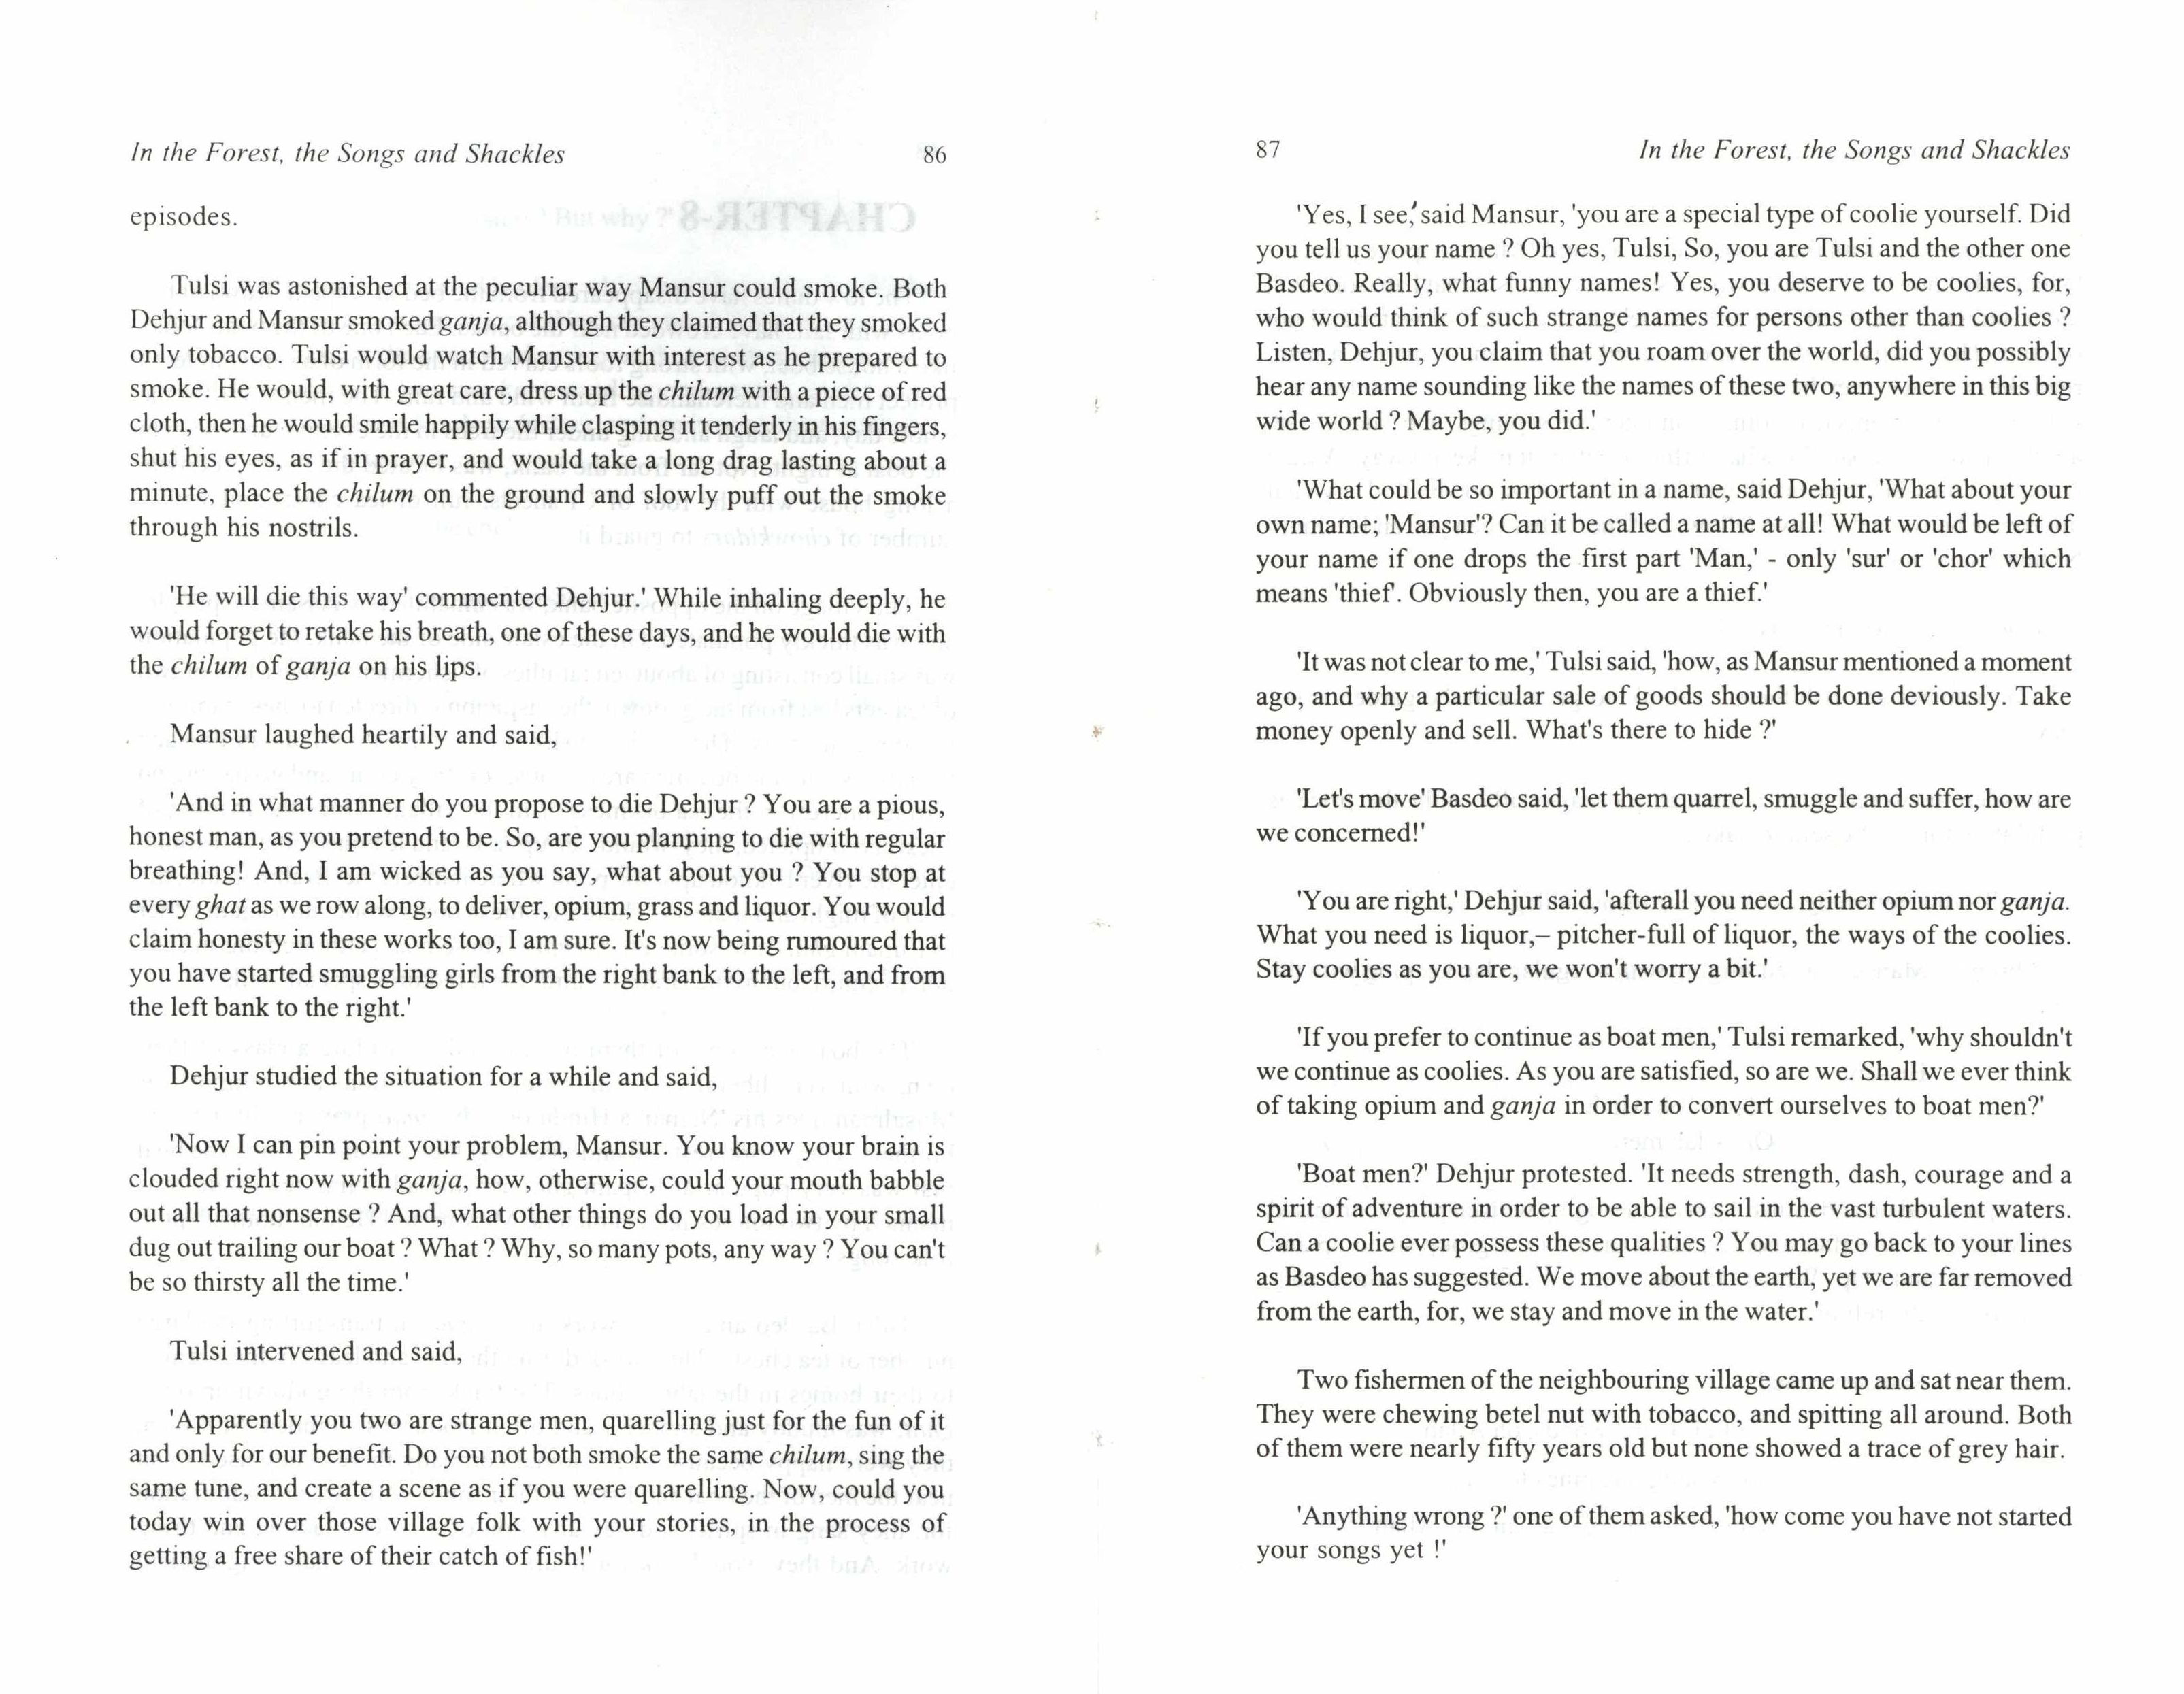 In the Forest, the Songs and Shackles 86
episodes.
Tulsi was astonished at the peculiar way Mansur could smoke. Both
Dehjur and Mansur smoked ganja, although they claimed that they smoked
only tobacco. Tulsi would watch Mansur with interest as he prepared to
smoke. He would, with great care, dress up the chilum with a piece of red
cloth, then he would smile happily while clasping it tenderly in his fingers,
shut his eyes, as if in prayer, and would take a long drag lasting about a
minute, place the chilum on the ground and slowly puff out the smoke
through his nostrils.
'He will die this way' commented Dehjur.' While inhaling deeply, he
would forget to retake his breath, one of these days, and he would die with
the chilum of ganja on his lips.
Mansur laughed heartily and said,
'And in what manner do you propose to die Dehjur ? You are a pious,
honest man, as you pretend to be. So, are you planning to die with regular
breathing! And, I am wicked as you say, what about you ? You stop at
every ghat as we row along, to deliver, opium, grass and liquor. You would
claim honesty in these works too, I am sure. It's now being rumoured that
you have started smuggling girls from the right bank to the left, and from
the left bank to the right.'
Dehjur studied the situation for a while and said,
'Now I can pin point your problem, Mansur. You know your brain is
clouded right now with ganja, how, otherwise, could your mouth babble
out all that nonsense ? And, what other things do you load in your small
dug out trailing our boat ? What ? Why, so many pots, any way ? You can't
be so thirsty all the time.'
Tulsi intervened and said,
'Apparently you two are strange men, quarelling just for the fun of it
and only for our benefit. Do you not both smoke the same chilum, sing the
same tune, and create a scene as if you were quarelling. Now, could you
today win over those village folk with your stories, in the process of
getting a free share of their catch of fish!'
87 In the Forest, the Songs and Shackles
'Yes, I see,' said Mansur, 'you are a special type of coolie yourself. Did
you tell us your name ? Oh yes, Tulsi, So, you are Tulsi and the other one
Basdeo. Really, what funny names! Yes, you deserve to be coolies, for,
who would think of such strange names for persons other than coolies ?
Listen, Dehjur, you claim that you roam over the world, did you possibly
hear any name sounding like the names of these two, anywhere in this big
wide world ? Maybe, you did.'
'What could be so important in a name, said Dehjur, 'What about your
own name; 'Mansur'? Can it be called a name at all! What would be left of
your name if one drops the first part 'Man,' - only 'sur' or 'chor' which
means 'thief'. Obviously then, you are a thief.'
'It was not clear to me,' Tulsi said, 'how, as Mansur mentioned a moment
ago, and why a particular sale of goods should be done deviously. Take
money openly and sell. What's there to hide ?'
'Let's move' Basdeo said, 'let them quarrel, smuggle and suffer, how are
we concerned!'
'You are right,' Dehjur said, 'afterall you need neither opium nor ganja.
What you need is liquor,– pitcher-full of liquor, the ways of the coolies.
Stay coolies as you are, we won't worry a bit.'
'If you prefer to continue as boat men,' Tulsi remarked, 'why shouldn't
we continue as coolies. As you are satisfied, so are we. Shall we ever think
of taking opium and ganja in order to convert ourselves to boat men?'
'Boat men?' Dehjur protested. 'It needs strength, dash, courage and a
spirit of adventure in order to be able to sail in the vast turbulent waters.
Can a coolie ever possess these qualities ? You may go back to your lines
as Basdeo has suggested. We move about the earth, yet we are far removed
from the earth, for, we stay and move in the water.'
Two fishermen of the neighbouring village came up and sat near them.
They were chewing betel nut with tobacco, and spitting all around. Both
of them were nearly fifty years old but none showed a trace of grey hair.
'Anything wrong ?' one of them asked, 'how come you have not started
your songs yet !'